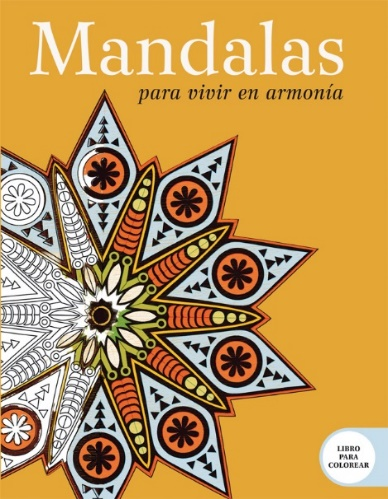 Mandalas
para vivir en armonía
LIBRO
PARA
COLOREAR